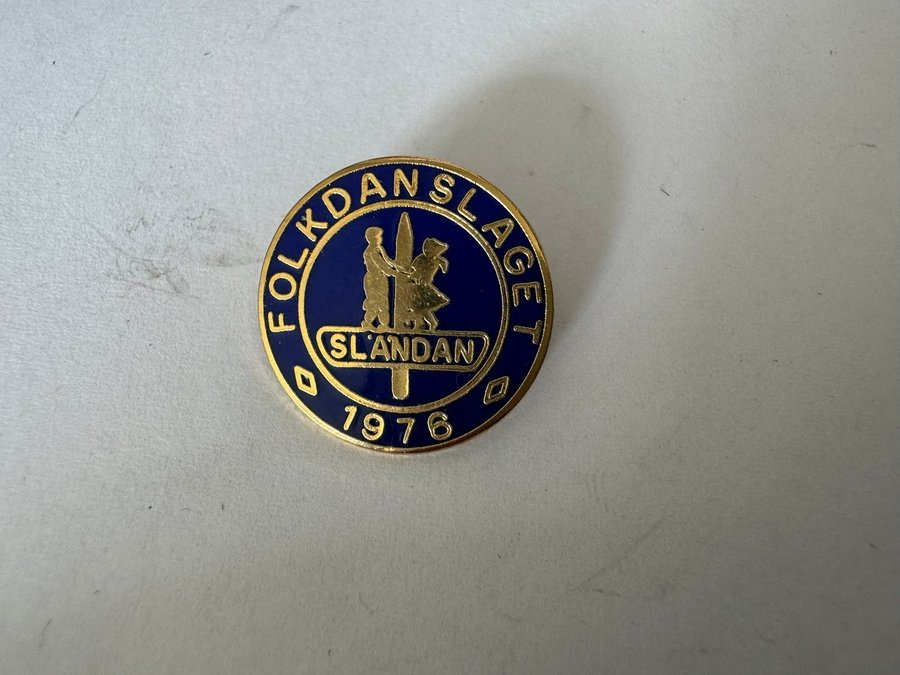 FOLKDANSLAGET
SLÄNDAN
1976